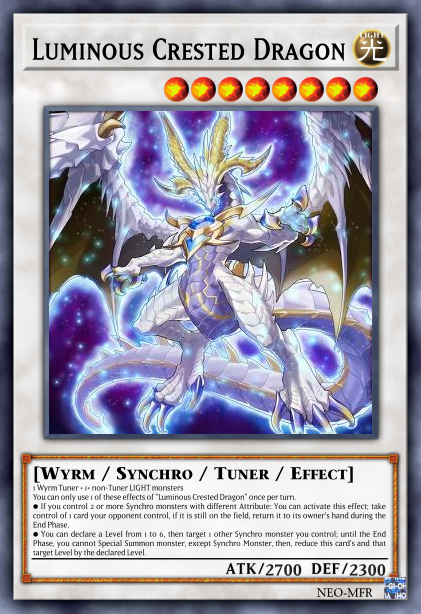 LUMINOUS CRESTED DRAGON
LIGHT
光
[WYRM / SYNCHRO / TUNER / EFFECT]
1 Wyrm Tuner + 1+ non-Tuner LIGHT monsters
You can only use 1 of these effects of "Luminous Crested Dragon" once per turn.
● If you control 2 or more Synchro monsters with different Attribute: You can activate this effect; take
control of 1 card your opponent control, if it is still on the field, return it to its owner's hand during the
End Phase.
● You can declare a Level from 1 to 6, then target 1 other Synchro monster you control; until the End
Phase, you cannot Special Summon monster, except Synchro Monster, then, reduce this card's and that
target Level by the declared Level.
ATK/2700 DEF/2300
NEO-MFR